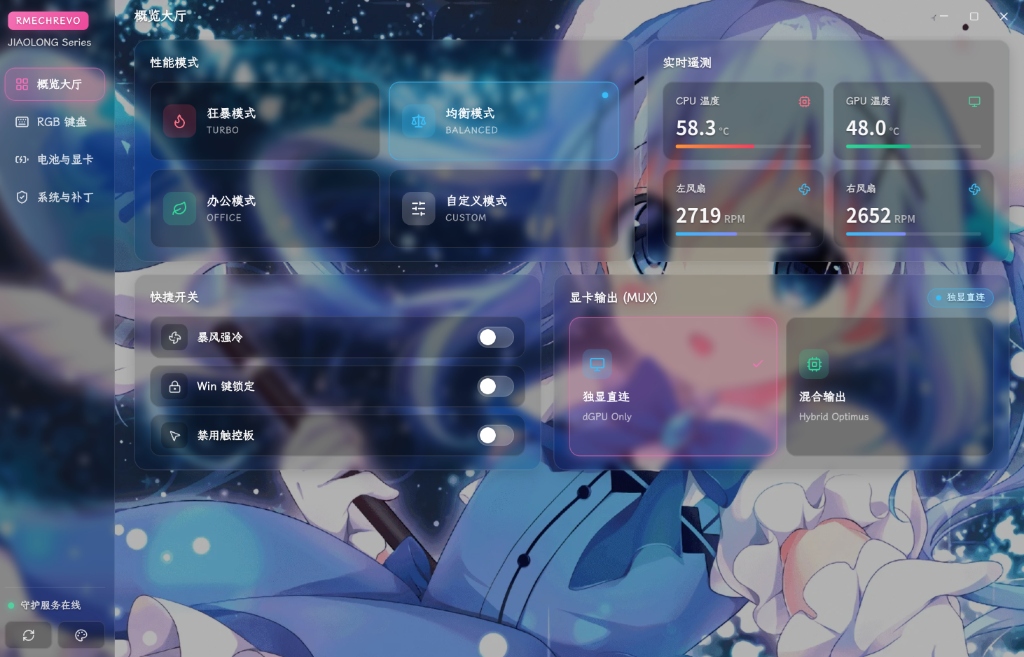 RMECHREVO
JIAOLONG Series
概览大厅
RGB 键盘
电池与显卡
系统与补丁
守护服务在线
概览大厅
性能模式
狂暴模式
TURBO
均衡模式
BALANCED
办公模式
OFFICE
自定义模式
CUSTOM
实时遥测
CPU 温度
58.3 °C
GPU 温度
48.0 °C
左风扇
2719 RPM
右风扇
2652 RPM
快捷开关
暴风强冷
Win 键锁定
禁用触控板
显卡输出 (MUX)
独显直连
独显直连
dGPU Only
混合输出
Hybrid Optimus